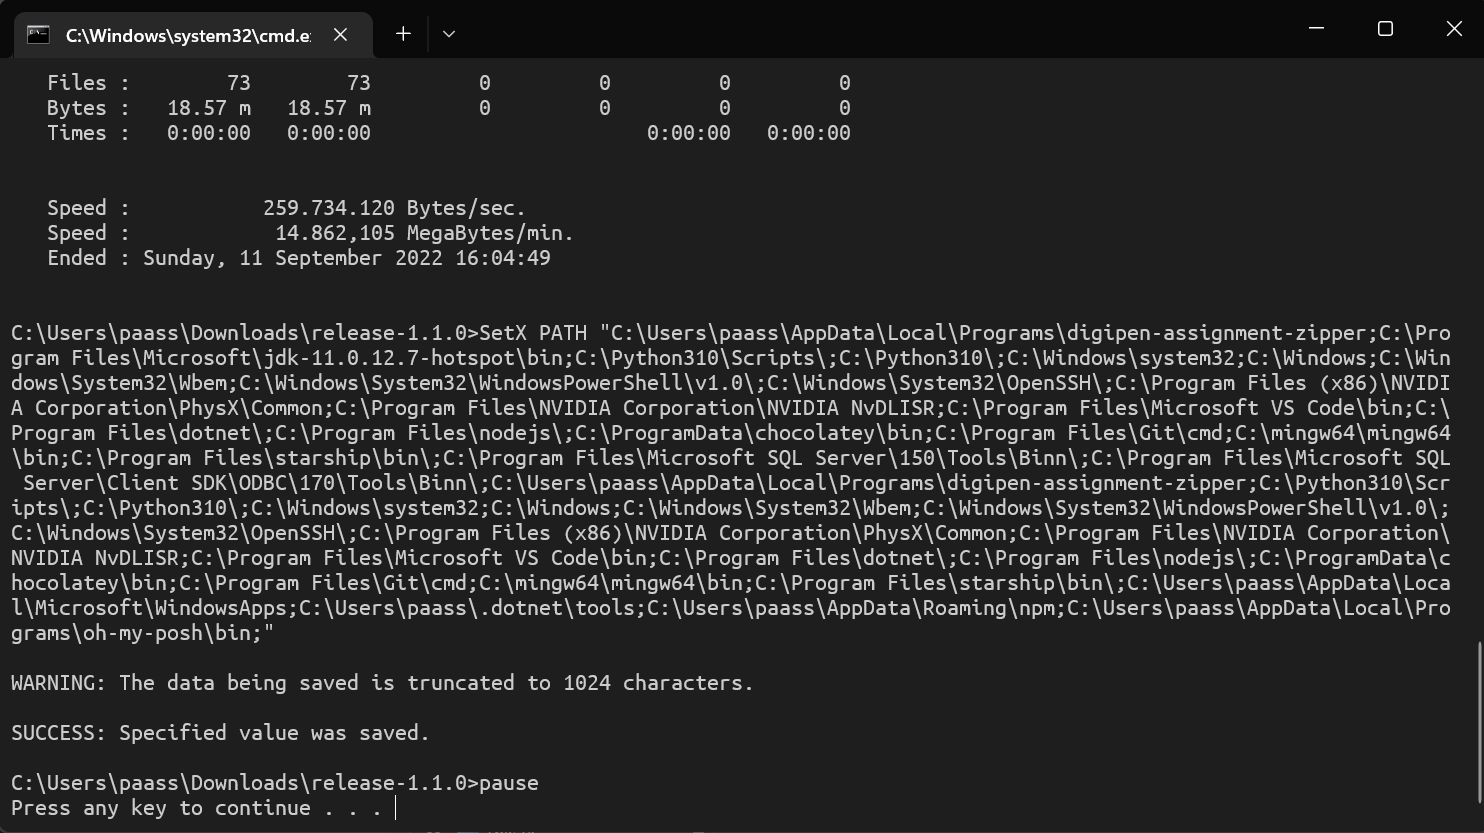 C:\Windows\system32\cmd.e
Files : 73 73 0 0 0 0
Bytes : 18.57 m 18.57 m 0 0 0 0
Times : 0:00:00 0:00:00 0:00:00 0:00:00
Speed : 259.734.120 Bytes/sec.
Speed : 14.862,105 MegaBytes/min.
Ended : Sunday, 11 September 2022 16:04:49
C:\Users\paass\Downloads\release-1.1.0>SetX PATH "C:\Users\paass\AppData\Local\Programs\digipen-assignment-zipper;C:\Pro
gram Files\Microsoft\jdk-11.0.12.7-hotspot\bin;C:\Python310\Scripts\;C:\Python310\;C:\Windows\system32;C:\Windows;C:\Win
dows\System32\Wbem;C:\Windows\System32\WindowsPowerShell\v1.0\;C:\Windows\System32\OpenSSH\;C:\Program Files (x86)\NVIDI
A Corporation\PhysX\Common;C:\Program Files\NVIDIA Corporation\NVIDIA NvDLISR;C:\Program Files\Microsoft VS Code\bin;C:\
Program Files\dotnet\;C:\Program Files\nodejs\;C:\ProgramData\chocolatey\bin;C:\Program Files\Git\cmd;C:\mingw64\mingw64
\bin;C:\Program Files\starship\bin\;C:\Program Files\Microsoft SQL Server\150\Tools\Binn\;C:\Program Files\Microsoft SQL
Server\Client SDK\ODBC\170\Tools\Binn\;C:\Users\paass\AppData\Local\Programs\digipen-assignment-zipper;C:\Python310\Scr
ipts\;C:\Python310\;C:\Windows\system32;C:\Windows;C:\Windows\System32\Wbem;C:\Windows\System32\WindowsPowerShell\v1.0\;
C:\Windows\System32\OpenSSH\;C:\Program Files (x86)\NVIDIA Corporation\PhysX\Common;C:\Program Files\NVIDIA Corporation\
NVIDIA NvDLISR;C:\Program Files\Microsoft VS Code\bin;C:\Program Files\dotnet\;C:\Program Files\nodejs\;C:\ProgramData\c
hocolatey\bin;C:\Program Files\Git\cmd;C:\mingw64\mingw64\bin;C:\Program Files\starship\bin\;C:\Users\paass\AppData\Loca
l\Microsoft\WindowsApps;C:\Users\paass\.dotnet\tools;C:\Users\paass\AppData\Roaming\npm;C:\Users\paass\AppData\Local\Pro
grams\oh-my-posh\bin;"
WARNING: The data being saved is truncated to 1024 characters.
SUCCESS: Specified value was saved.
C:\Users\paass\Downloads\release-1.1.0>pause
Press any key to continue . . .